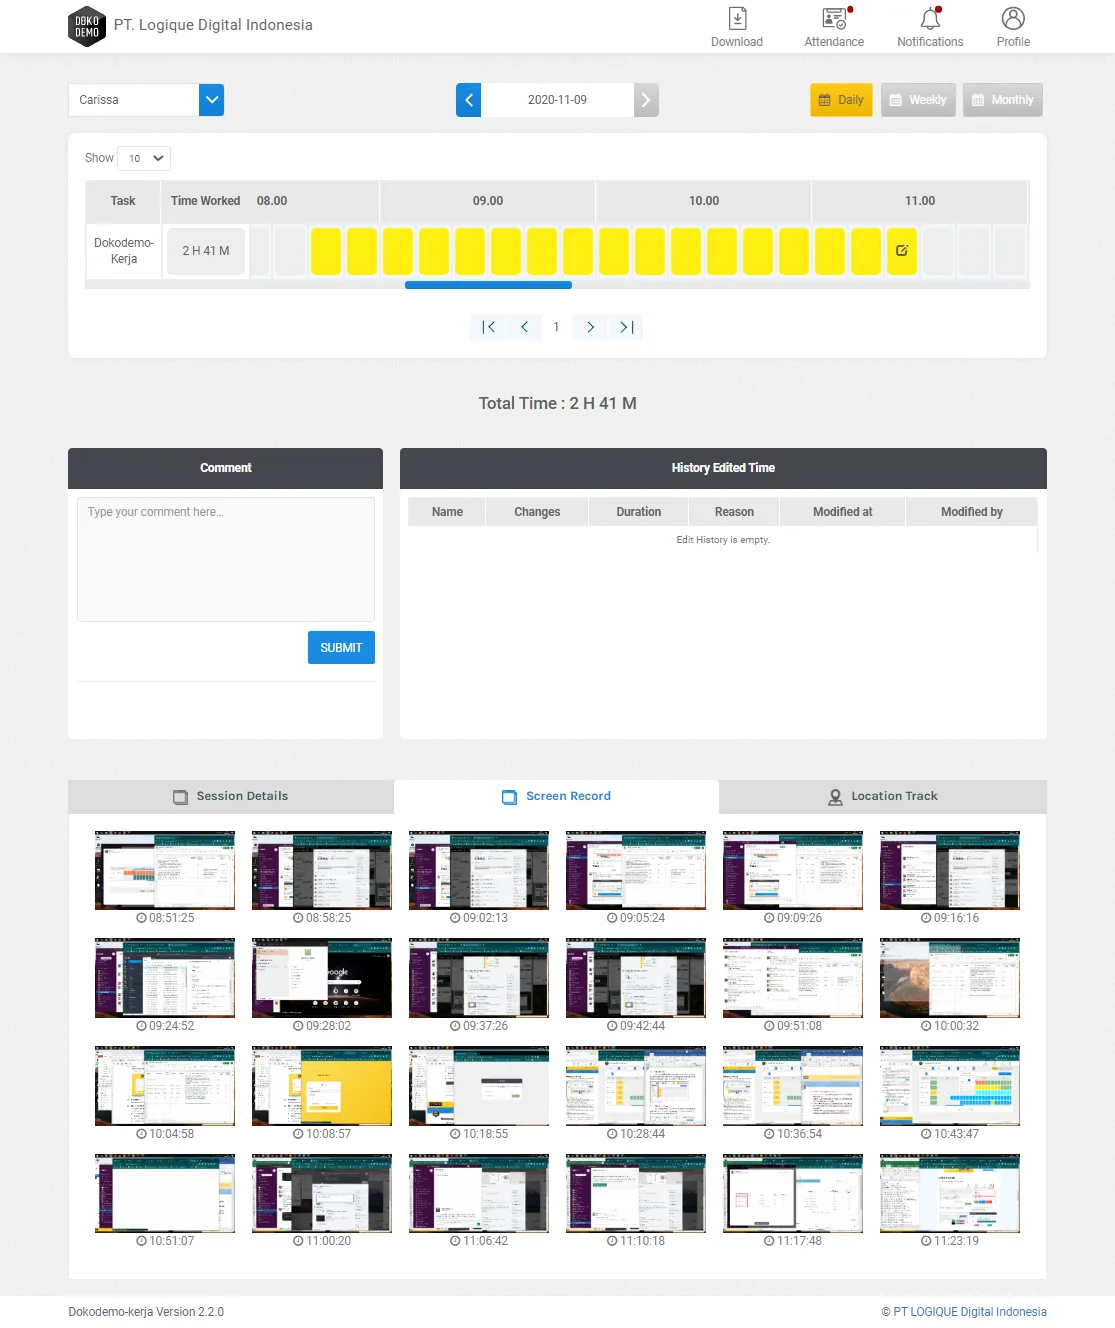 DOKO
DEMO
PT. Logique Digital Indonesia
Download
Attendance
Notifications
Profile
Carissa
2020-11-09
Daily
Weekly
Monthly
Show 10
Task Time Worked 08.00 09.00 10.00 11.00
Dokodemo-
Kerja
2 H 41 M
1
Total Time : 2 H 41 M
Comment
Type your comment here...
SUBMIT
History Edited Time
Name Changes Duration Reason Modified at Modified by
Edit History is empty.
Session Details
Screen Record
Location Track
08:51:25 08:58:25 09:02:13 09:05:24 09:09:26 09:16:16
09:24:52 09:28:02 09:37:26 09:42:44 09:51:08 10:00:32
10:04:58 10:08:57 10:18:55 10:28:44 10:36:54 10:43:47
10:51:07 11:00:20 11:06:42 11:10:18 11:17:48 11:23:19
Dokodemo-kerja Version 2.2.0
© PT LOGIQUE Digital Indonesia